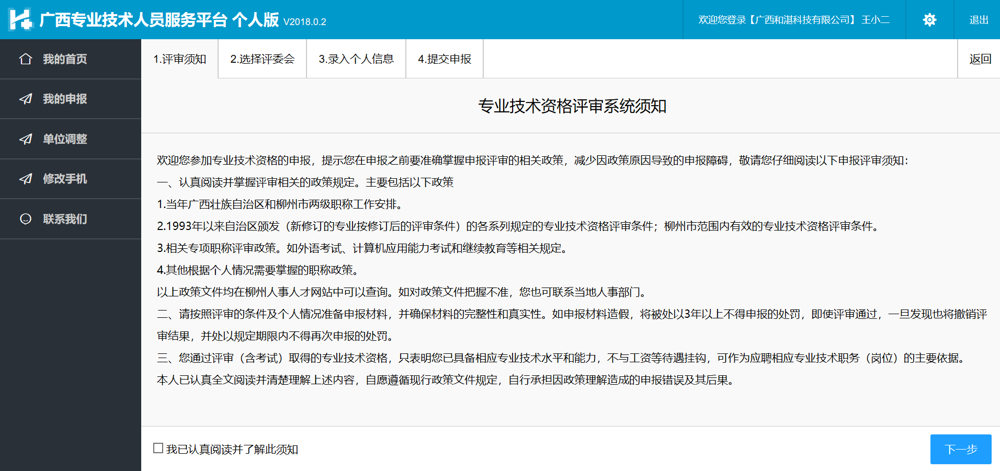 广西专业技术人员服务平台 个人版 V2018.0.2
欢迎您登录【广西和湛科技有限公司】 王小二
退出
我的首页
我的申报
单位调整
修改手机
联系我们
1.评审须知
2.选择评委会
3.录入个人信息
4.提交申报
返回
专业技术资格评审系统须知
欢迎您参加专业技术资格的申报，提示您在申报之前要准确掌握申报评审的相关政策，减少因政策原因导致的申报障碍，敬请您仔细阅读以下申报评审须知：
一、认真阅读并掌握评审相关的政策规定。主要包括以下政策
1.当年广西壮族自治区和柳州市两级职称工作安排。
2.1993年以来自治区颁发（新修订的专业按修订后的评审条件）的各系列规定的专业技术资格评审条件；柳州市范围内有效的专业技术资格评审条件。
3.相关专项职称评审政策。如外语考试、计算机应用能力考试和继续教育等相关规定。
4.其他根据个人情况需要掌握的职称政策。
以上政策文件均在柳州人事人才网站中可以查询。如对政策文件把握不准，您也可联系当地人事部门。
二、请按照评审的条件及个人情况准备申报材料，并确保材料的完整性和真实性。如申报材料造假，将被处以3年以上不得申报的处罚，即使评审通过，一旦发现也将撤销评
审结果，并处以规定期限内不得再次申报的处罚。
三、您通过评审（含考试）取得的专业技术资格，只表明您已具备相应专业技术水平和能力，不与工资等待遇挂钩，可作为应聘相应专业技术职务（岗位）的主要依据。
本人已认真全文阅读并清楚理解上述内容，自愿遵循现行政策文件规定，自行承担因政策理解造成的申报错误及其后果。
我已认真阅读并了解此须知
下一步